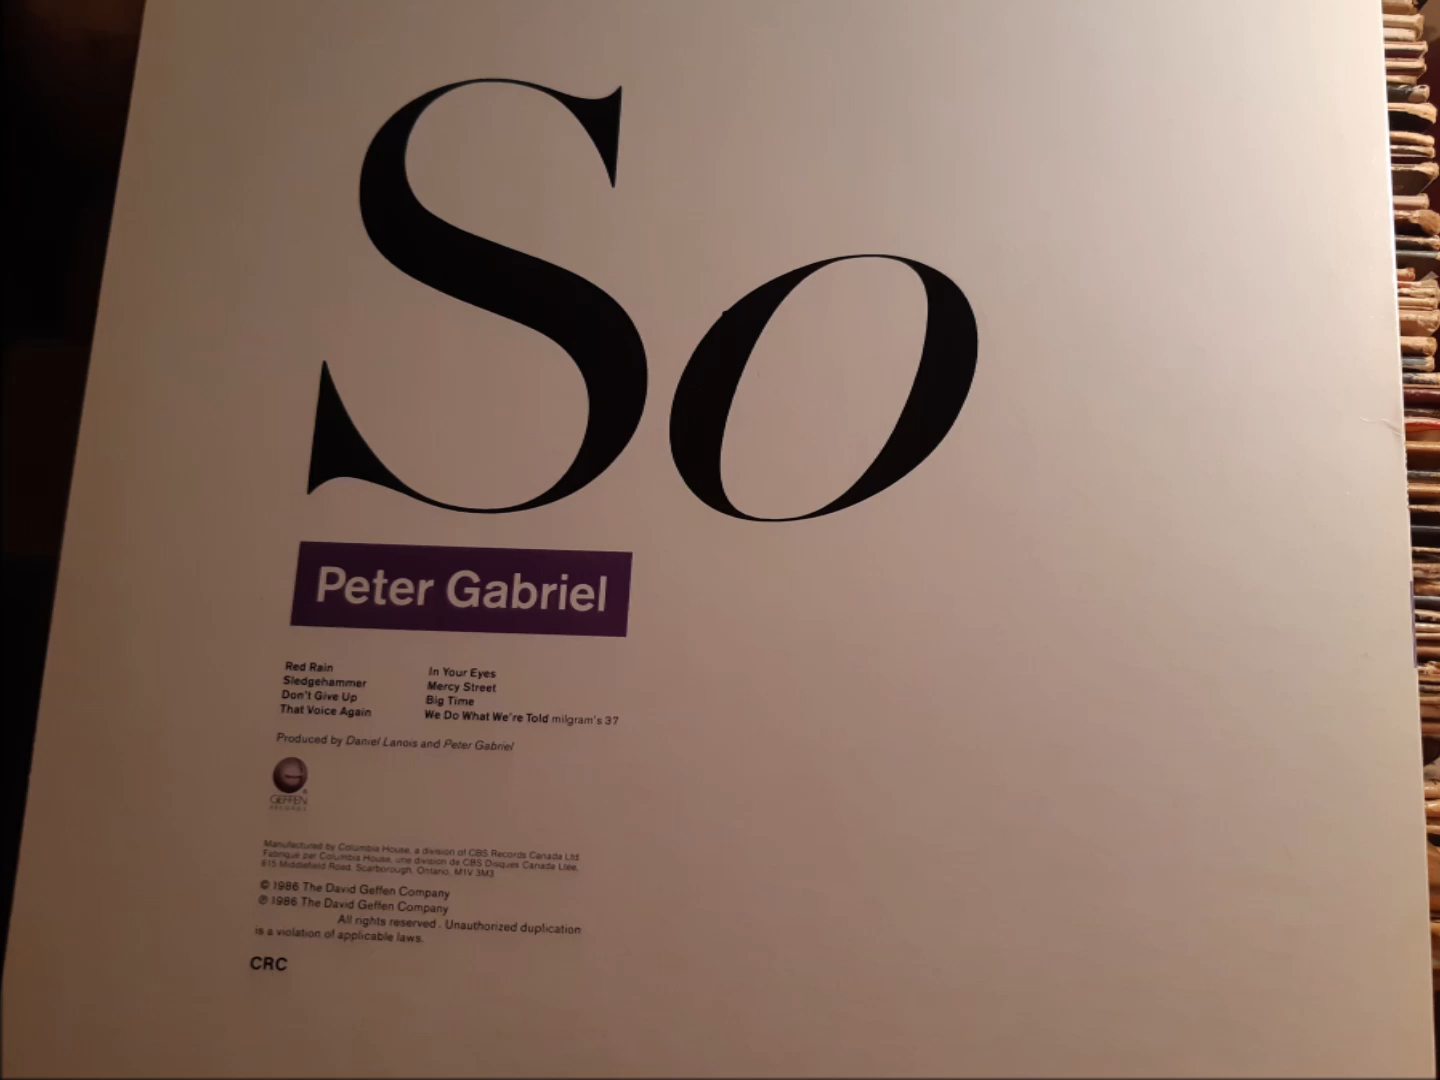 So
Peter Gabriel
Red Rain
Sledgehammer
Don't Give Up
That Voice Again
In Your Eyes
Mercy Street
Big Time
We Do What We're Told milgram's 37
Produced by Daniel Lanois and Peter Gabriel
GEFFEN
RECORDS
Manufactured by Columbia House, a division of CBS Records Canada Ltd.
Fabriqué par Columbia House, une division de CBS Disques Canada Ltée,
615 Middlefield Road, Scarborough, Ontario, M1V 3M3
© 1986 The David Geffen Company
℗ 1986 The David Geffen Company
All rights reserved. Unauthorized duplication
is a violation of applicable laws.
CRC